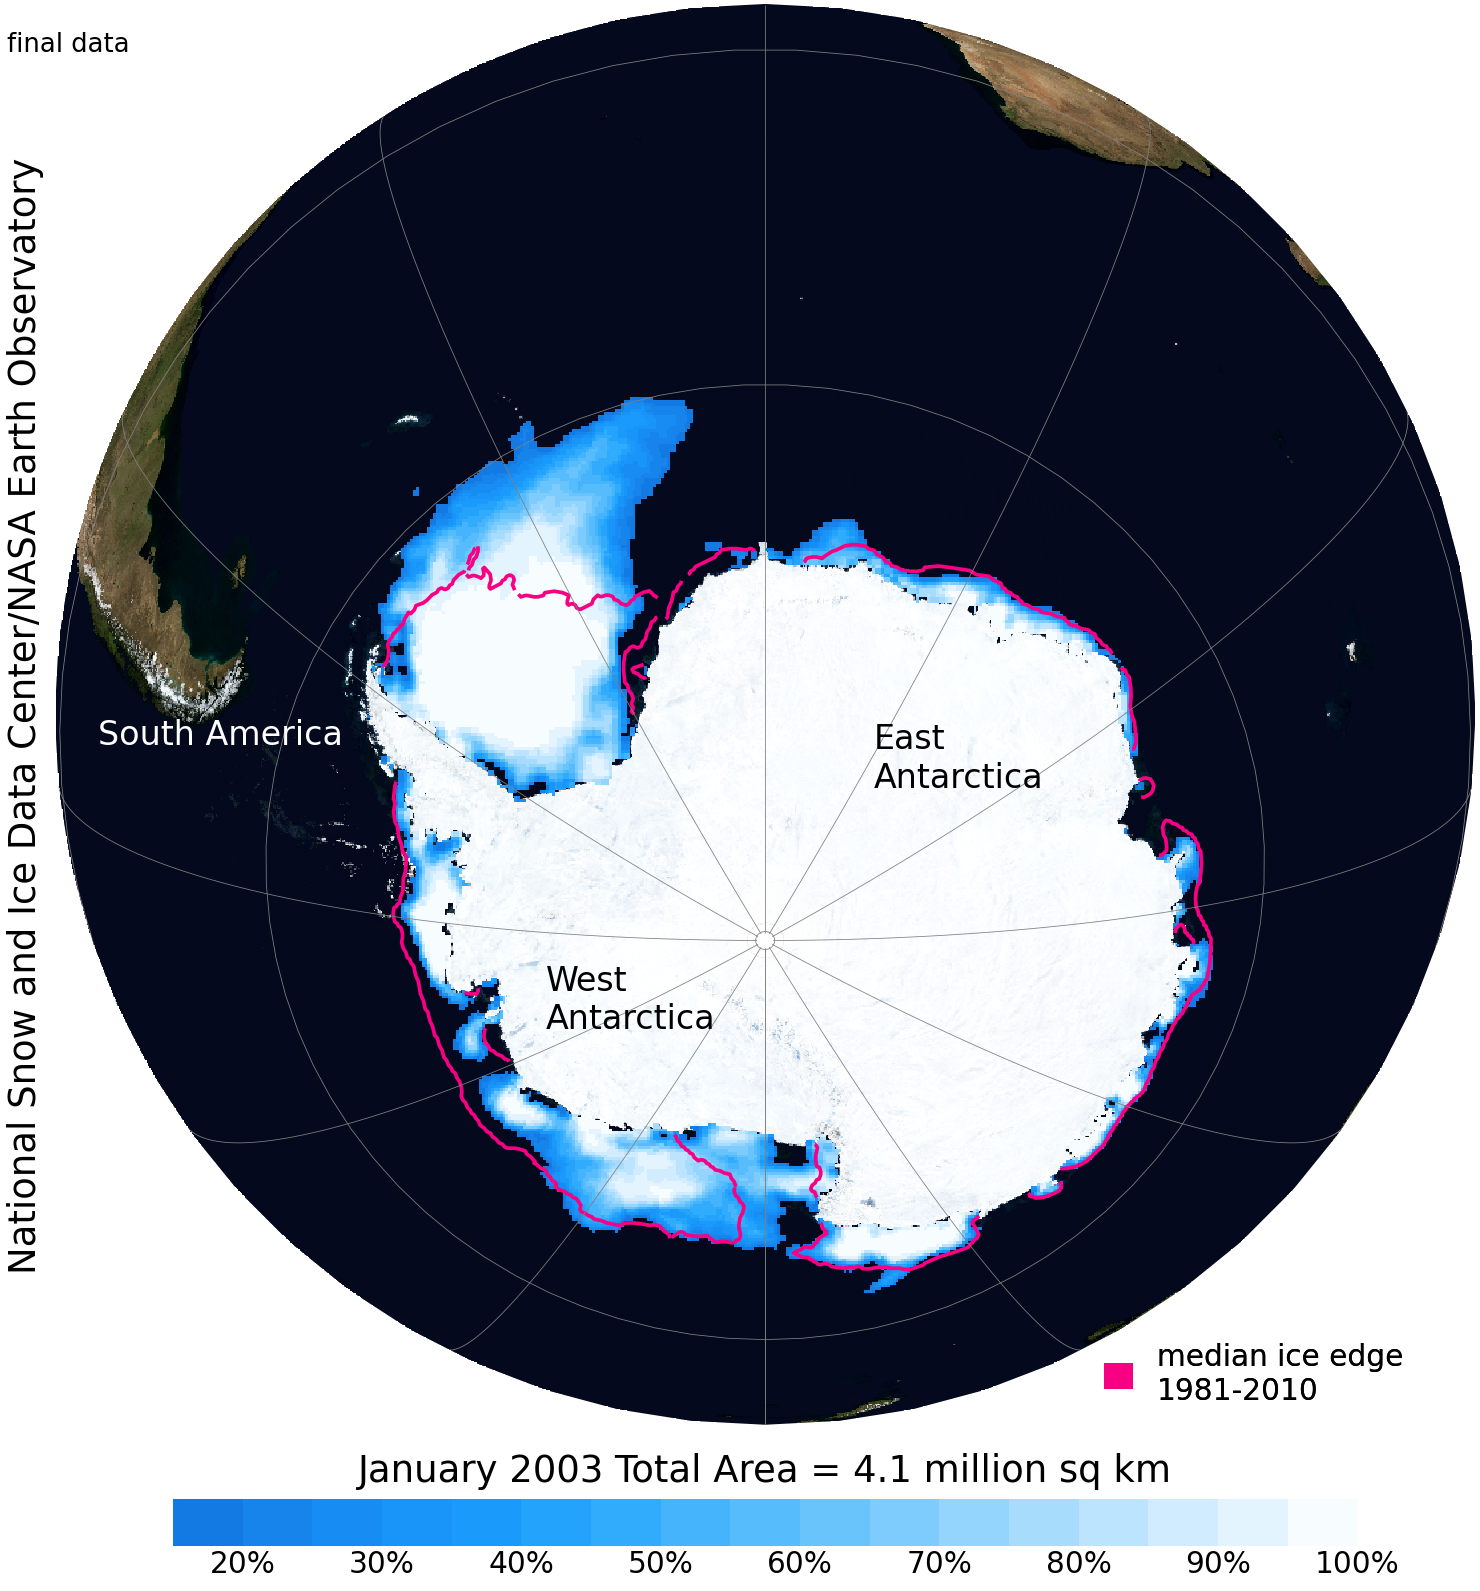 final data
National Snow and Ice Data Center/NASA Earth Observatory
South America
East
Antarctica
West
Antarctica
median ice edge
1981-2010
January 2003 Total Area = 4.1 million sq km
20% 30% 40% 50% 60% 70% 80% 90% 100%